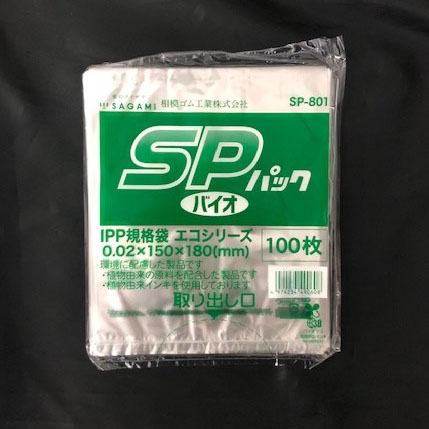 SAGAMI 相模ゴム工業株式会社
SP-801
SPパック
バイオ
IPP規格袋 エコシリーズ
0.02×150×180(mm)
100枚
環境に配慮した製品です
・植物由来の原料を配合した製品です
・植物由来インキを使用しております
取り出し口